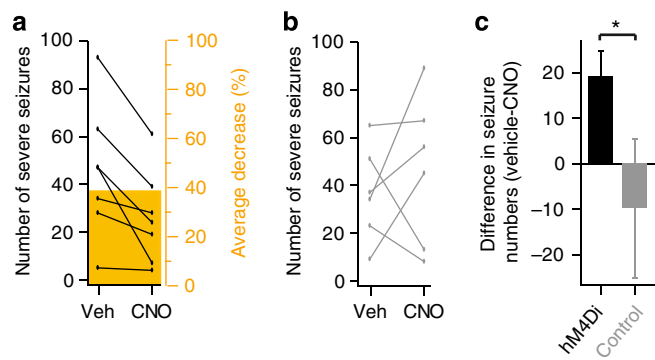 a
Number of severe seizures
100
80
60
40
20
0
Veh CNO
100
80
60
40
20
0
Average decrease (%)
b
Number of severe seizures
100
80
60
40
20
0
Veh CNO
c
Difference in seizure
numbers (vehicle-CNO)
20
10
0
−10
−20
*
hM4Di
Control